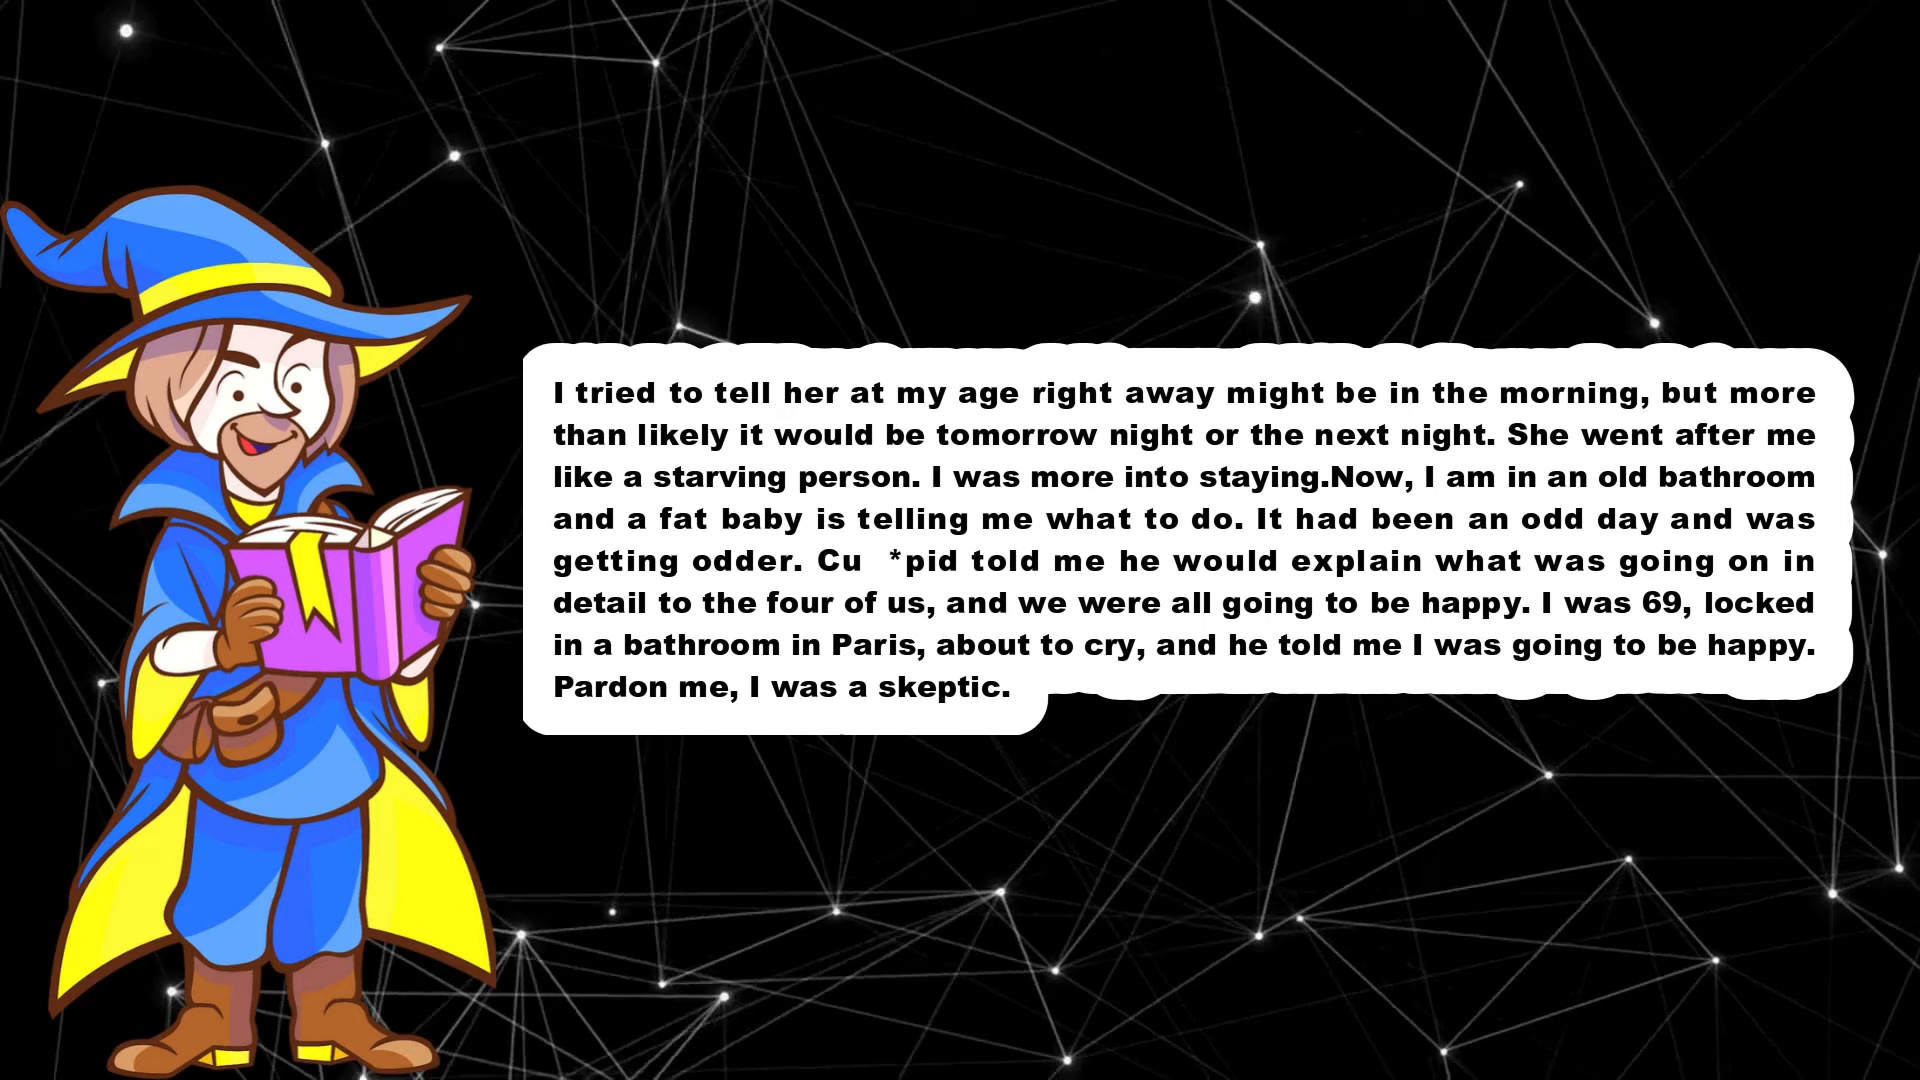 I tried to tell her at my age right away might be in the morning, but more
than likely it would be tomorrow night or the next night. She went after me
like a starving person. I was more into staying.Now, I am in an old bathroom
and a fat baby is telling me what to do. It had been an odd day and was
getting odder. Cu  *pid told me he would explain what was going on in
detail to the four of us, and we were all going to be happy. I was 69, locked
in a bathroom in Paris, about to cry, and he told me I was going to be happy.
Pardon me, I was a skeptic.